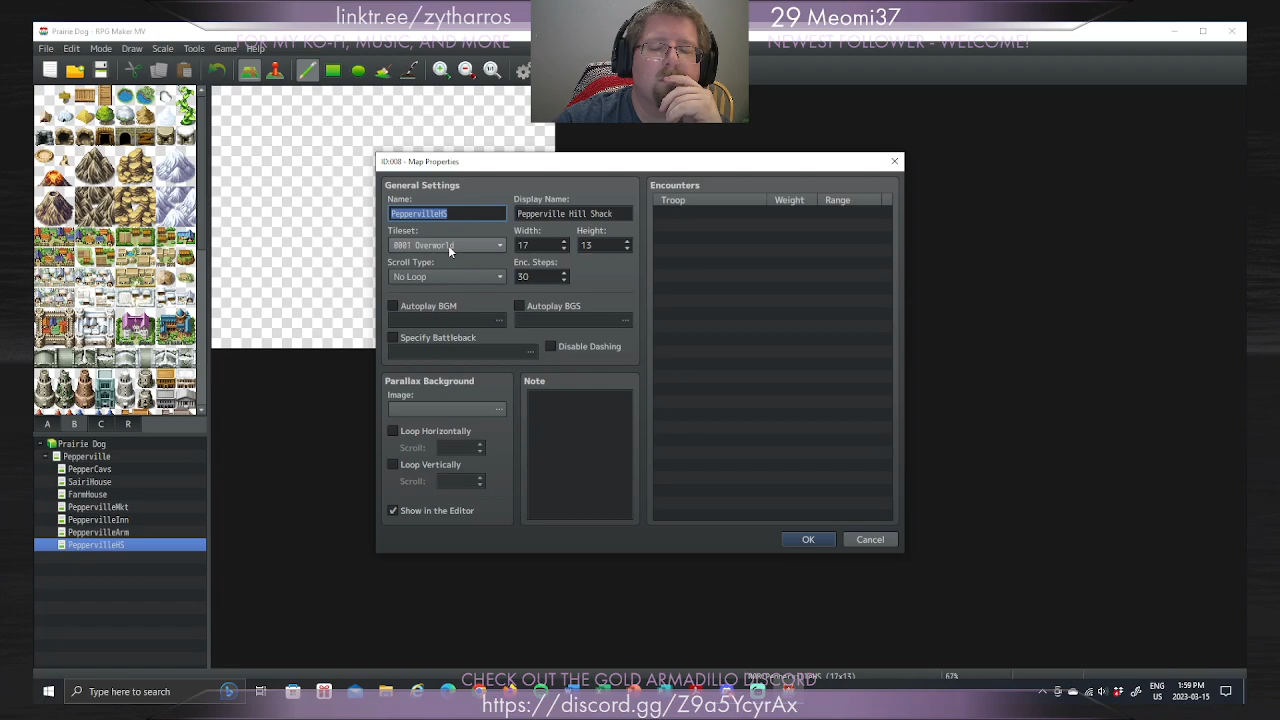 linktr.ee/zytharros
FOR MY KO-FI, MUSIC, AND MORE
29 Meomi37
NEWEST FOLLOWER - WELCOME!
Prairie Dog - RPG Maker MV
File Edit Mode Draw Scale Tools Game Help
ID:008 - Map Properties
General Settings
Name:
PeppervilleHS
Display Name:
Pepperville Hill Shack
Tileset:
0001 Overworld
Width:
17
Height:
13
Scroll Type:
No Loop
Enc. Steps:
30
Autoplay BGM
Autoplay BGS
Specify Battleback
Disable Dashing
Parallax Background
Image:
Loop Horizontally
Scroll:
Loop Vertically
Scroll:
Show in the Editor
Note
Encounters
Troop Weight Range
OK Cancel
A B C R
Prairie Dog
Pepperville
PepperCavs
SairiHouse
FarmHouse
PeppervilleMkt
PeppervilleInn
PeppervilleArm
PeppervilleHS
67%
CHECK OUT THE GOLD ARMADILLO DISCORD
https://discord.gg/Z9a5YcyrAx
Type here to search
ENG
US
1:59 PM
2023-03-15